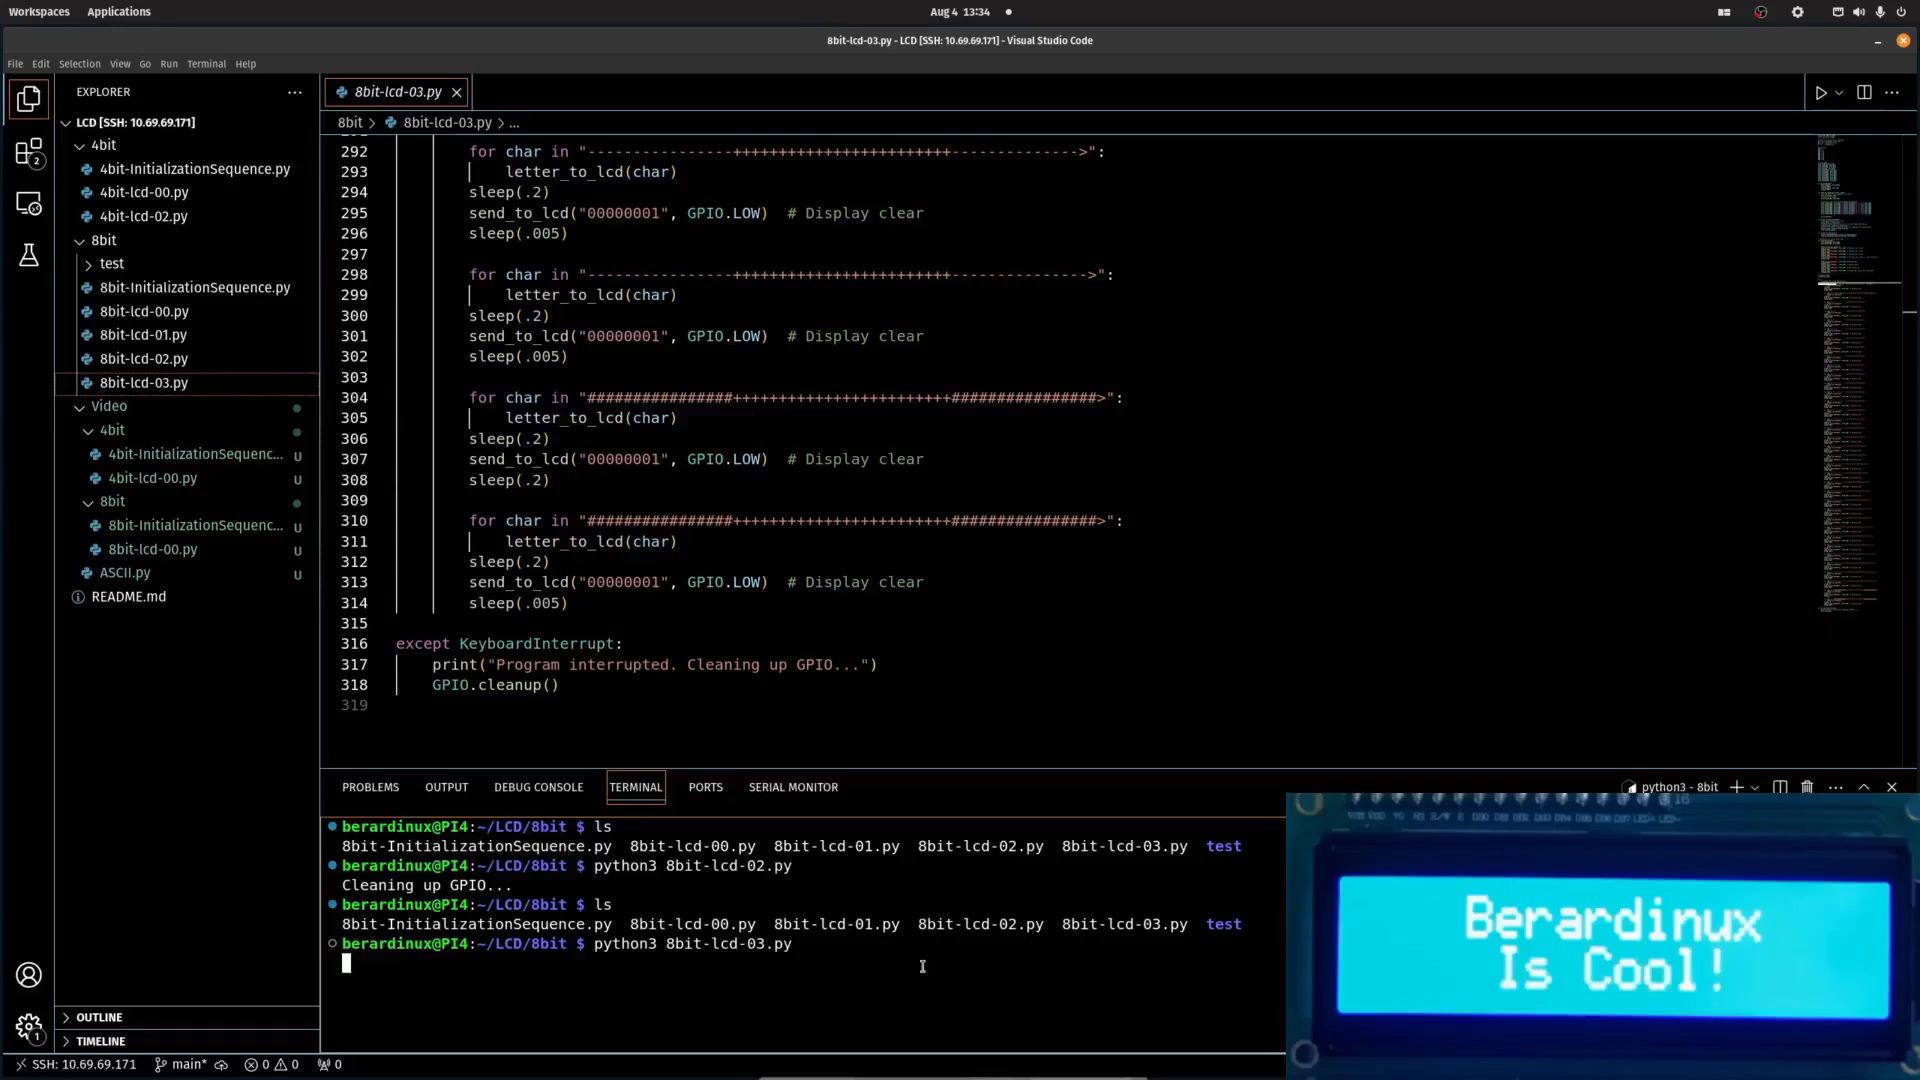 Workspaces Applications Aug 4 13:34
8bit-lcd-03.py - LCD [SSH: 10.69.69.171] - Visual Studio Code
File Edit Selection View Go Run Terminal Help
EXPLORER
LCD [SSH: 10.69.69.171]
4bit
4bit-InitializationSequence.py
4bit-lcd-00.py
4bit-lcd-02.py
8bit
test
8bit-InitializationSequence.py
8bit-lcd-00.py
8bit-lcd-01.py
8bit-lcd-02.py
8bit-lcd-03.py
Video
4bit
4bit-InitializationSequenc... U
4bit-lcd-00.py U
8bit
8bit-InitializationSequenc... U
8bit-lcd-00.py U
ASCII.py U
README.md
OUTLINE
TIMELINE
2
1
8bit-lcd-03.py
8bit > 8bit-lcd-03.py > ...
292 for char in "----------------++++++++++++++++++++++++-------------->":
293 letter_to_lcd(char)
294 sleep(.2)
295 send_to_lcd("00000001", GPIO.LOW) # Display clear
296 sleep(.005)
297
298 for char in "----------------++++++++++++++++++++++++--------------->":
299 letter_to_lcd(char)
300 sleep(.2)
301 send_to_lcd("00000001", GPIO.LOW) # Display clear
302 sleep(.005)
303
304 for char in "################++++++++++++++++++++++++################>":
305 letter_to_lcd(char)
306 sleep(.2)
307 send_to_lcd("00000001", GPIO.LOW) # Display clear
308 sleep(.2)
309
310 for char in "################++++++++++++++++++++++++################>":
311 letter_to_lcd(char)
312 sleep(.2)
313 send_to_lcd("00000001", GPIO.LOW) # Display clear
314 sleep(.005)
315
316 except KeyboardInterrupt:
317 print("Program interrupted. Cleaning up GPIO...")
318 GPIO.cleanup()
319
PROBLEMS OUTPUT DEBUG CONSOLE TERMINAL PORTS SERIAL MONITOR python3 - 8bit
berardinux@PI4:~/LCD/8bit $ ls
8bit-InitializationSequence.py 8bit-lcd-00.py 8bit-lcd-01.py 8bit-lcd-02.py 8bit-lcd-03.py test
berardinux@PI4:~/LCD/8bit $ python3 8bit-lcd-02.py
Cleaning up GPIO...
berardinux@PI4:~/LCD/8bit $ ls
8bit-InitializationSequence.py 8bit-lcd-00.py 8bit-lcd-01.py 8bit-lcd-02.py 8bit-lcd-03.py test
berardinux@PI4:~/LCD/8bit $ python3 8bit-lcd-03.py
Berardinux
Is Cool!
SSH: 10.69.69.171 main* 0 0 0